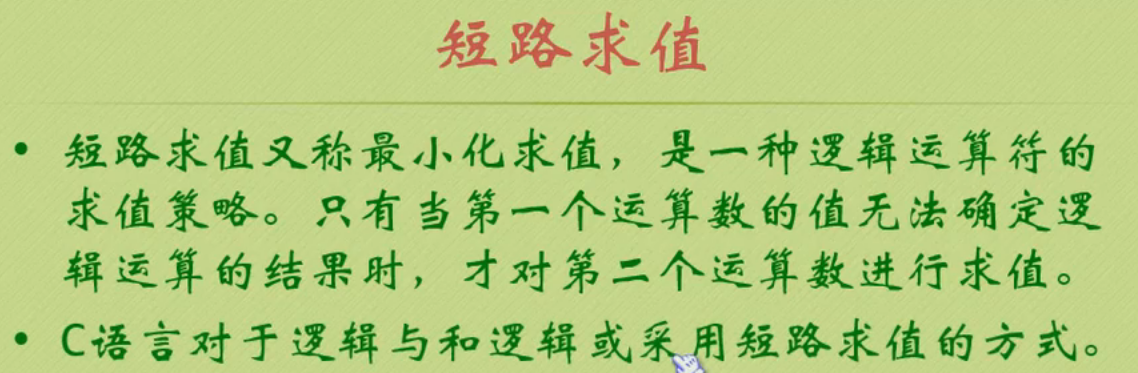 短路求值
• 短路求值又称最小化求值，是一种逻辑运算符的
求值策略。只有当第一个运算数的值无法确定逻
辑运算的结果时，才对第二个运算数进行求值。
• C语言对于逻辑与和逻辑或采用短路求值的方式。